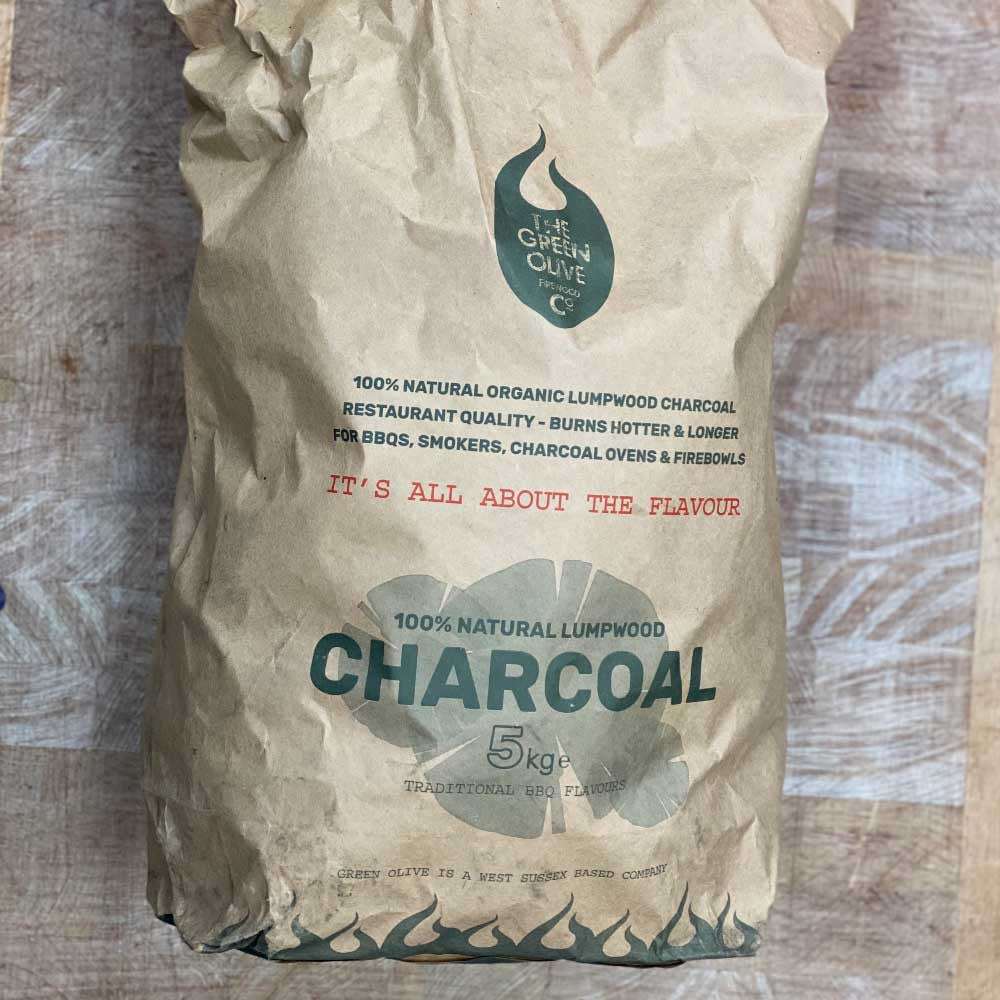 THE
GREEN
OLIVE
FIREWOOD
CO
100% NATURAL ORGANIC LUMPWOOD CHARCOAL
RESTAURANT QUALITY - BURNS HOTTER & LONGER
FOR BBQS, SMOKERS, CHARCOAL OVENS & FIREBOWLS
IT'S ALL ABOUT THE FLAVOUR
100% NATURAL LUMPWOOD
CHARCOAL
5kge
TRADITIONAL BBQ FLAVOURS
GREEN OLIVE IS A WEST SUSSEX BASED COMPANY